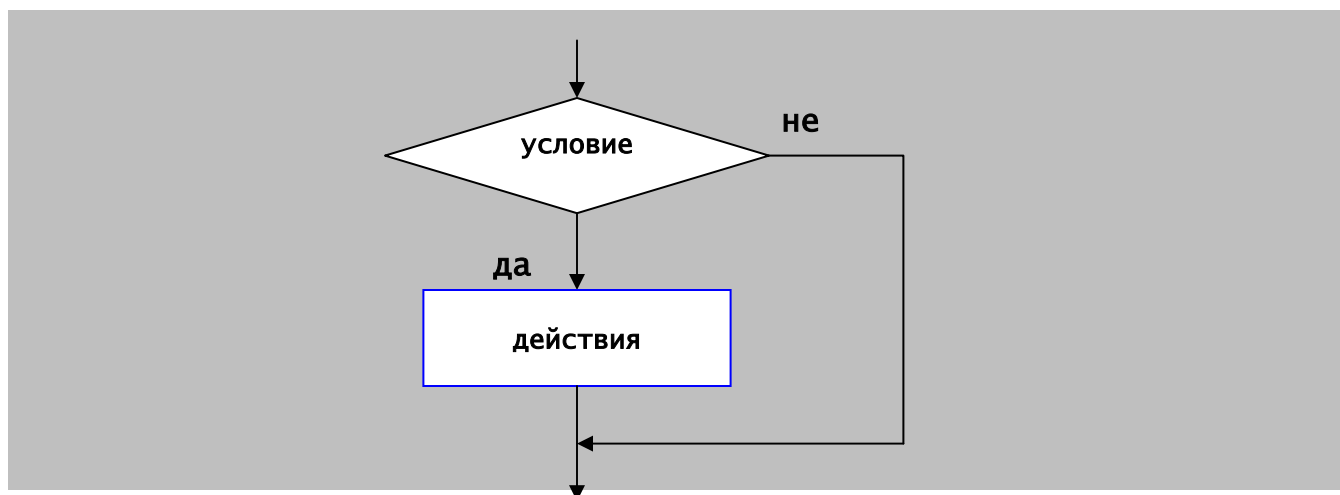 условие
не
да
действия